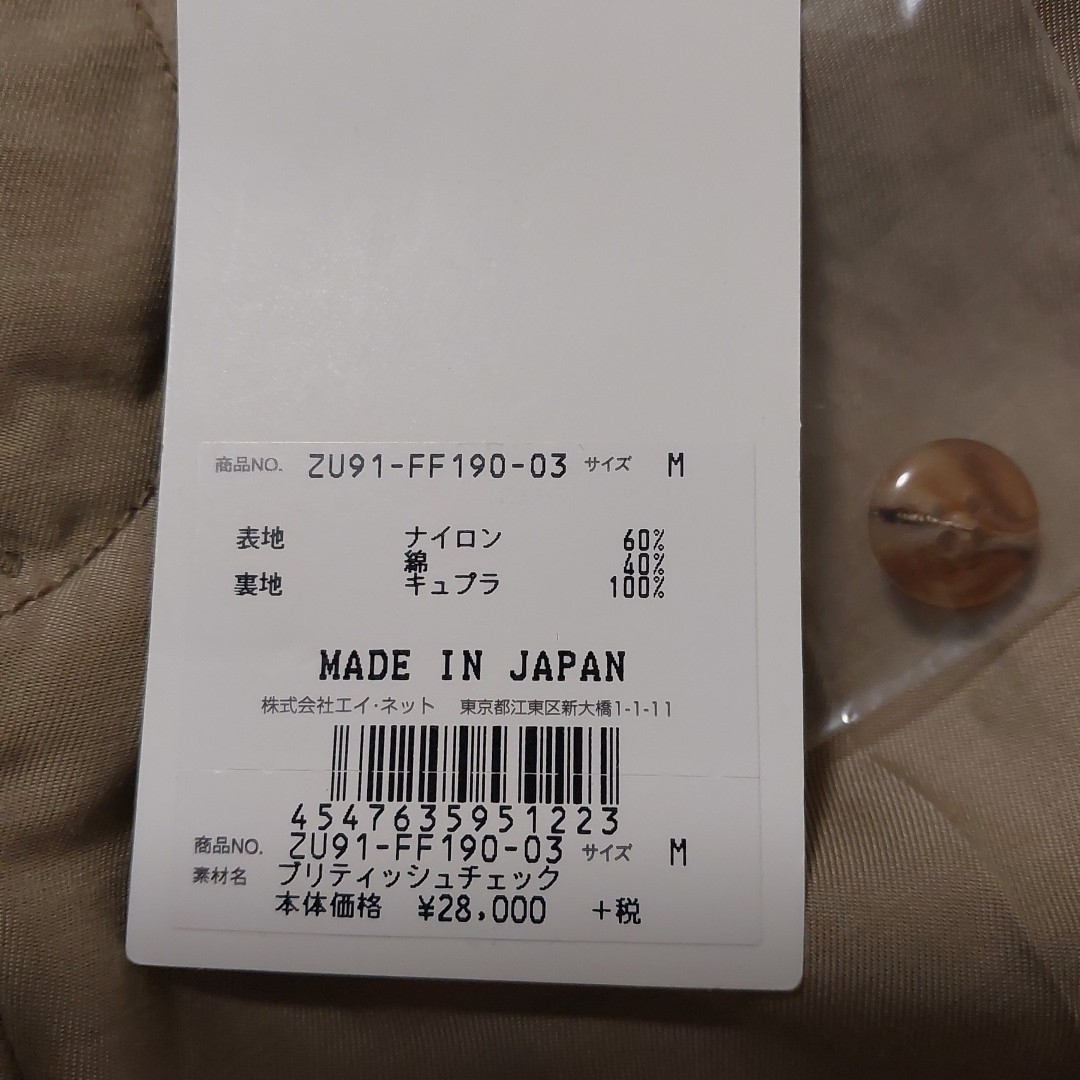 商品NO. ZU91-FF190-03 サイズ M
表地 ナイロン 60%
綿 40%
裏地 キュプラ 100%
MADE IN JAPAN
株式会社エイ・ネット 東京都江東区新大橋1-1-11
4547635951223
商品NO. ZU91-FF190-03 サイズ M
素材名 ブリティッシュチェック
本体価格 ¥28,000 +税